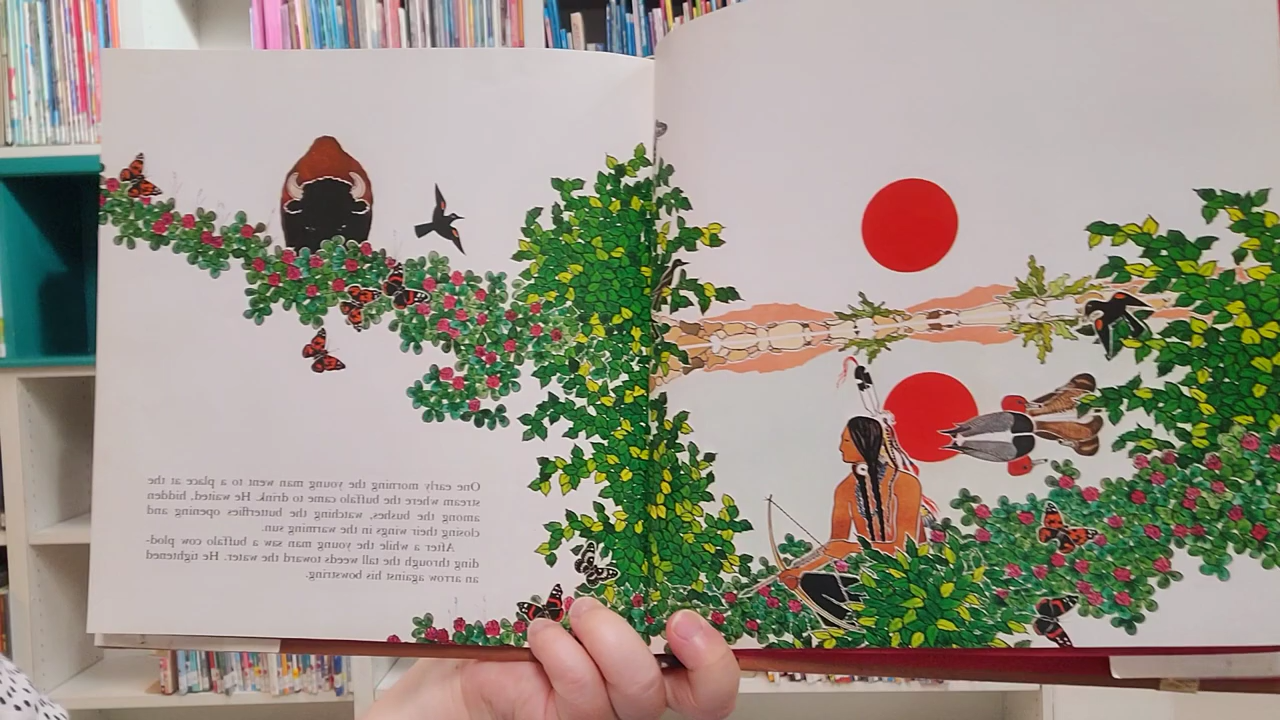 One early morning the young man went to a place at the
stream where the buffalo came to drink. He waited, hidden
among the bushes, watching the butterflies opening and
closing their wings in the warming sun.
After a while the young man saw a buffalo cow plod-
ding through the tall weeds toward the water. He tightened
an arrow against his bowstring.